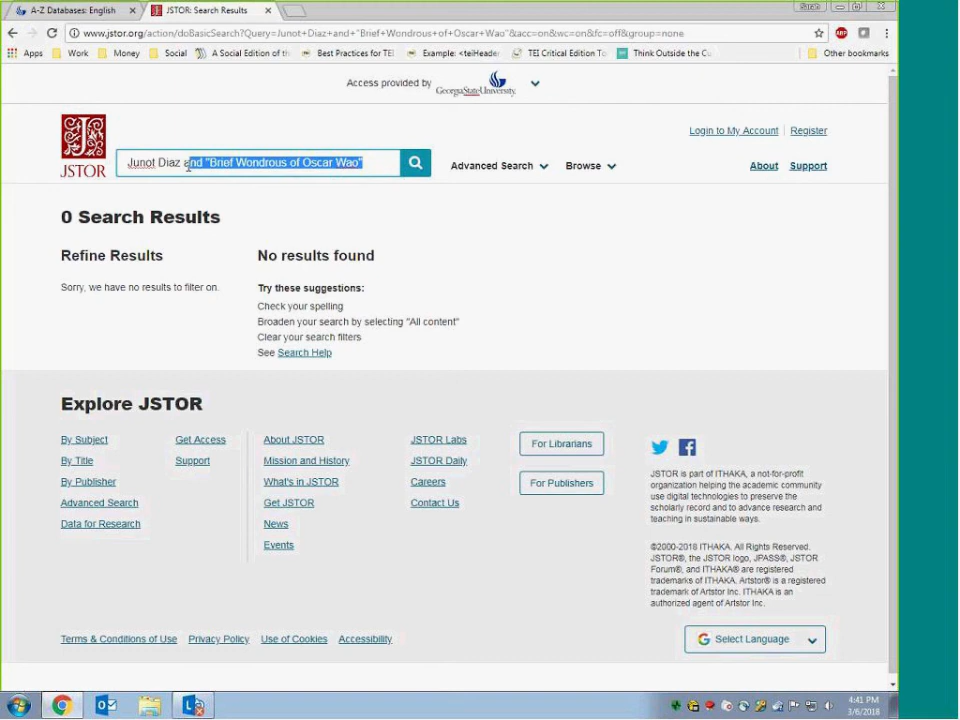 A-Z Databases: English
JSTOR: Search Results
Sarah
www.jstor.org/action/doBasicSearch?Query=Junot+Diaz+and+"Brief+Wondrous+of+Oscar+Wao"&acc=on&wc=on&fc=off&group=none
ABP
Apps Work Money Social A Social Edition of th Best Practices for TEI Example: <teiHeader TEI Critical Edition To Think Outside the Co Other bookmarks
Access provided by GeorgiaStateUniversity
Login to My Account Register
Junot Diaz and "Brief Wondrous of Oscar Wao"
Advanced Search Browse
About Support
JSTOR
0 Search Results
Refine Results
Sorry, we have no results to filter on.
No results found
Try these suggestions:
Check your spelling
Broaden your search by selecting "All content"
Clear your search filters
See Search Help
Explore JSTOR
By Subject
By Title
By Publisher
Advanced Search
Data for Research
Get Access
Support
About JSTOR
Mission and History
What's in JSTOR
Get JSTOR
News
Events
JSTOR Labs
JSTOR Daily
Careers
Contact Us
For Librarians
For Publishers
JSTOR is part of ITHAKA, a not-for-profit
organization helping the academic community
use digital technologies to preserve the
scholarly record and to advance research and
teaching in sustainable ways.
©2000-2018 ITHAKA. All Rights Reserved.
JSTOR®, the JSTOR logo, JPASS®, JSTOR
Forum®, and ITHAKA® are registered
trademarks of ITHAKA. Artstor® is a registered
trademark of Artstor Inc. ITHAKA is an
authorized agent of Artstor Inc.
Terms & Conditions of Use Privacy Policy Use of Cookies Accessibility
Select Language
4:41 PM
3/6/2018